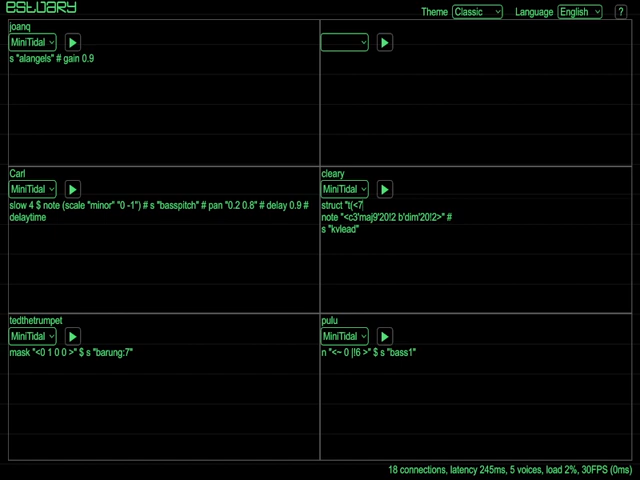 estuary
Theme Classic Language English ?
joanq
MiniTidal
s "alangels" # gain 0.9
Carl
MiniTidal
slow 4 $ note (scale "minor" "0 -1") # s "basspitch" # pan "0.2 0.8" # delay 0.9 #
delaytime
cleary
MiniTidal
struct "t(<7
note "<c3'maj9'20!2 b'dim'20!2>" #
s "kvlead"
tedthetrumpet
MiniTidal
mask "<0 1 0 0 >" $ s "barung:7"
pulu
MiniTidal
n "<~ 0 |!6 >" $ s "bass1"
18 connections, latency 245ms, 5 voices, load 2%, 30FPS (0ms)